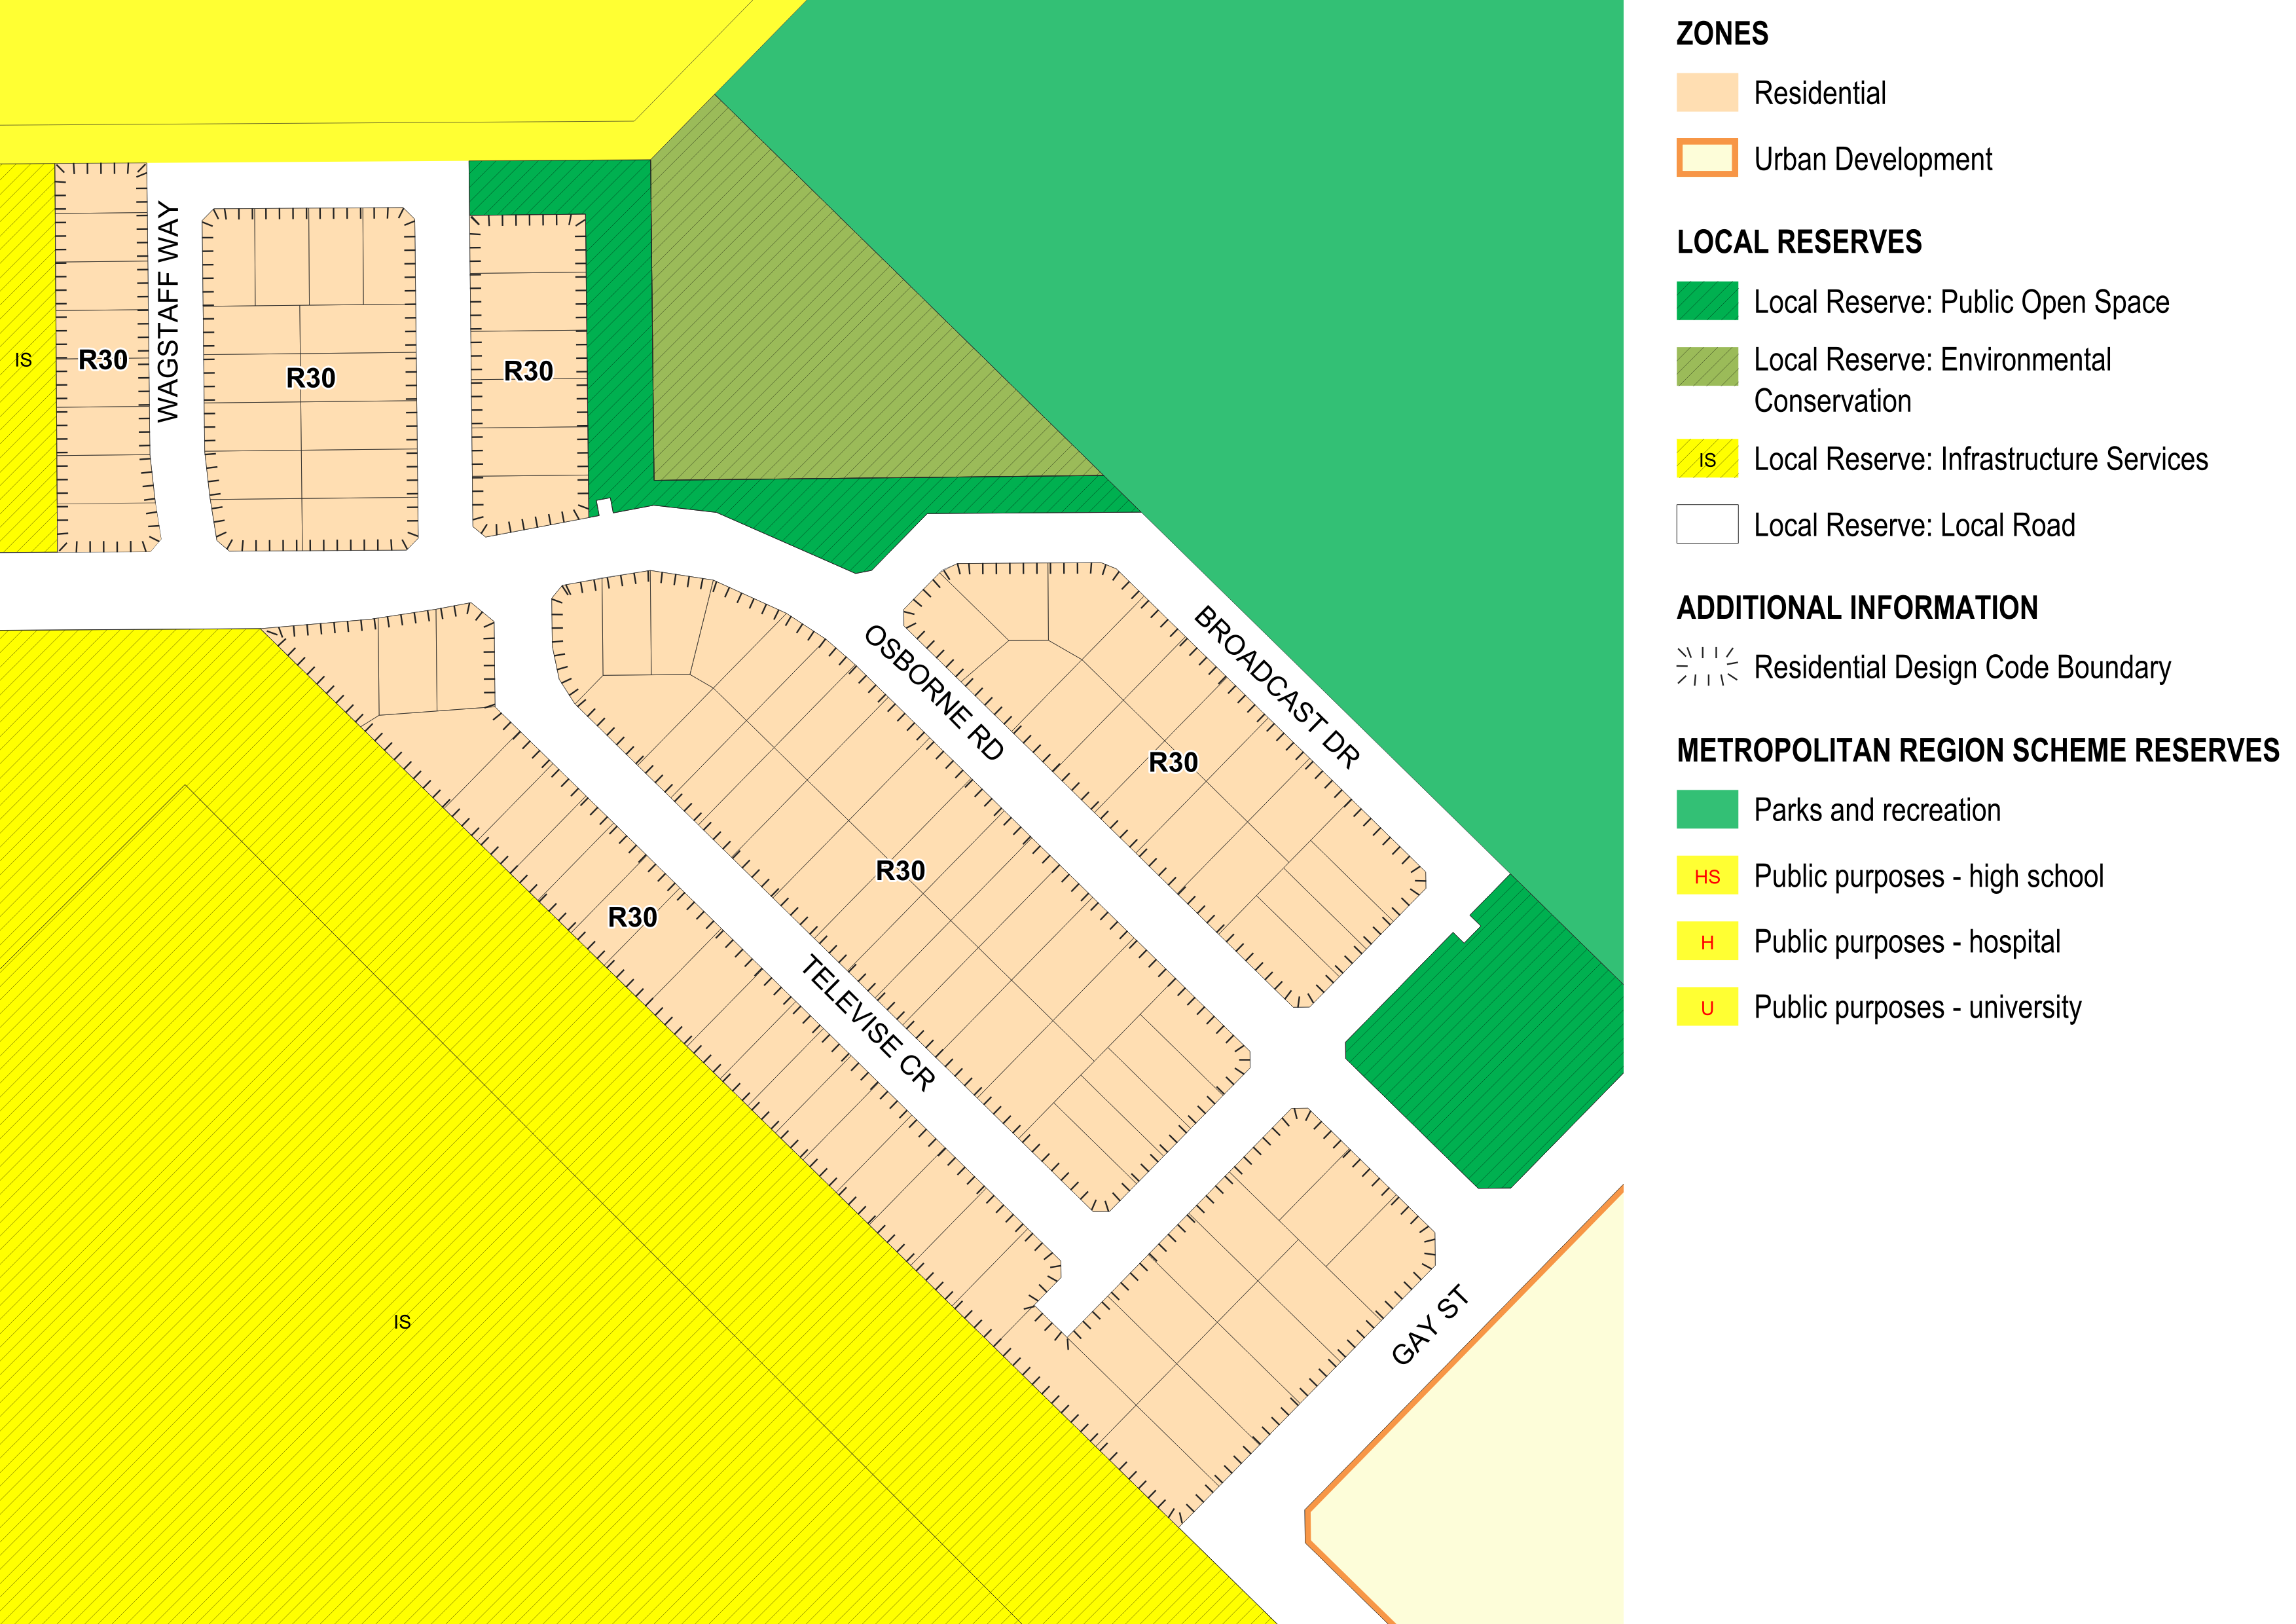 WAGSTAFF WAY
IS
R30
R30
R30
OSBORNE RD
BROADCAST DR
R30
R30
R30
TELEVISE CR
GAY ST
IS
ZONES
Residential
Urban Development
LOCAL RESERVES
Local Reserve: Public Open Space
Local Reserve: Environmental
Conservation
IS Local Reserve: Infrastructure Services
Local Reserve: Local Road
ADDITIONAL INFORMATION
Residential Design Code Boundary
METROPOLITAN REGION SCHEME RESERVES
Parks and recreation
HS Public purposes - high school
H Public purposes - hospital
U Public purposes - university